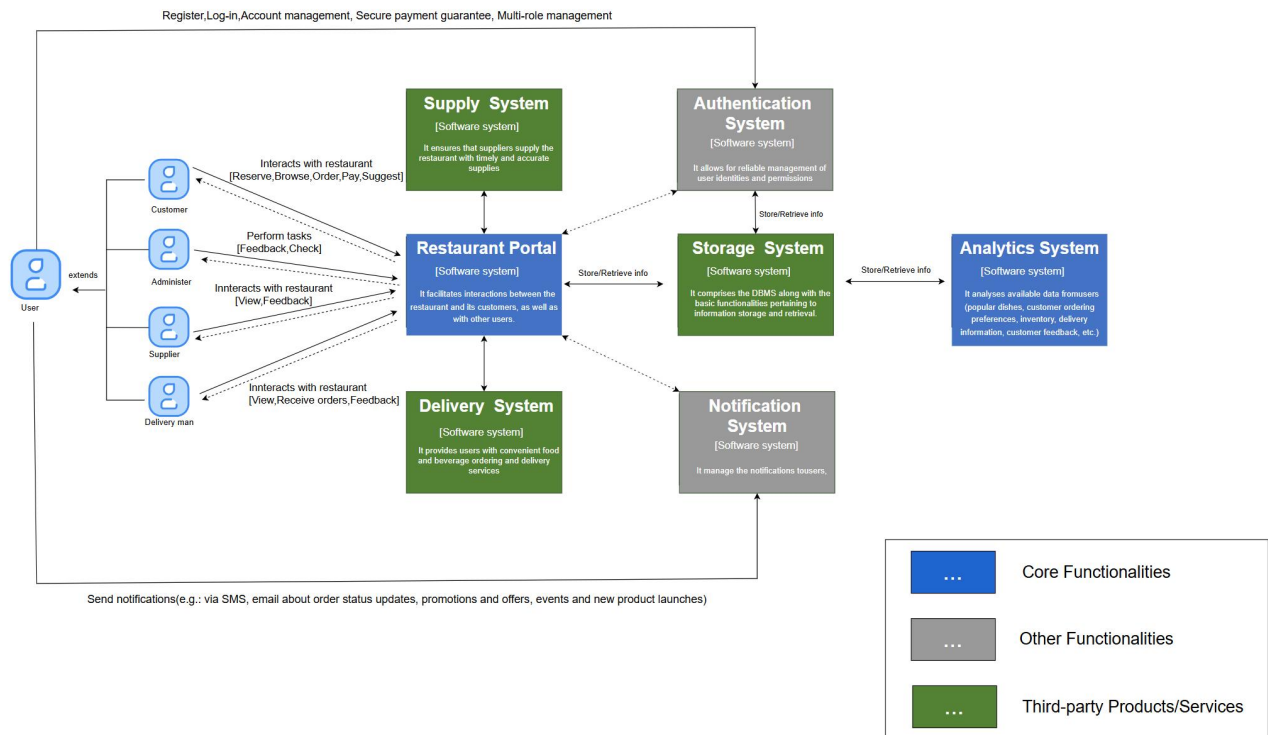 Register,Log-in,Account management, Secure payment guarantee, Multi-role management
Supply System
[Software system]
It ensures that suppliers supply the
restaurant with timely and accurate
supplies
Authentication
System
[Software system]
It allows for reliable management of
user identities and permissions
Interacts with restaurant
[Reserve,Browse,Order,Pay,Suggest]
Customer
Store/Retrieve info
Perform tasks
[Feedback,Check]
Administer
User
extends
Restaurant Portal
[Software system]
It facilitates interactions between the
restaurant and its customers, as well as
with other users.
Store/Retrieve info
Storage System
[Software system]
It comprises the DBMS along with the
basic functionalities pertaining to
information storage and retrieval.
Store/Retrieve info
Analytics System
[Software system]
It analyses available data fromusers
(popular dishes, customer ordering
preferences, inventory, delivery
information, customer feedback, etc.)
Innteracts with restaurant
[View,Feedback]
Supplier
Innteracts with restaurant
[View,Receive orders,Feedback]
Delivery man
Delivery System
[Software system]
It provides users with convenient food
and beverage ordering and delivery
services
Notification
System
[Software system]
It manage the notifications tousers,
Send notifications(e.g.: via SMS, email about order status updates, promotions and offers, events and new product launches)
...
Core Functionalities
...
Other Functionalities
...
Third-party Products/Services